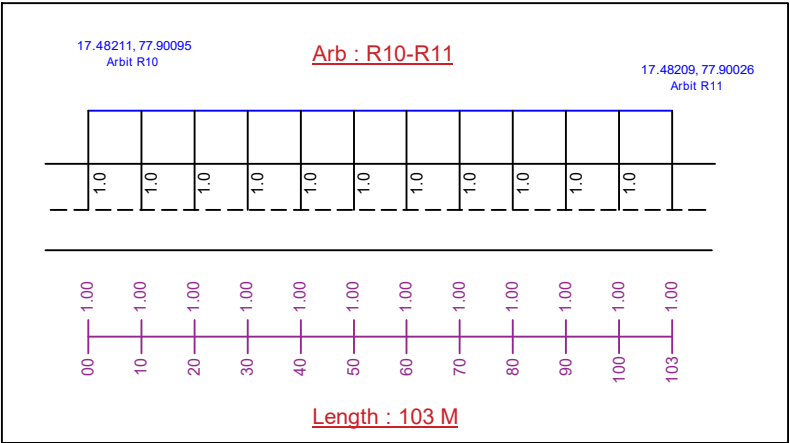 17.48211, 77.90095
Arbit R10
Arb : R10-R11
17.48209, 77.90026
Arbit R11
1.0 1.0 1.0 1.0 1.0 1.0 1.0 1.0 1.0 1.0 1.0
1.00 1.00 1.00 1.00 1.00 1.00 1.00 1.00 1.00 1.00 1.00 1.00
00 10 20 30 40 50 60 70 80 90 100 103
Length : 103 M